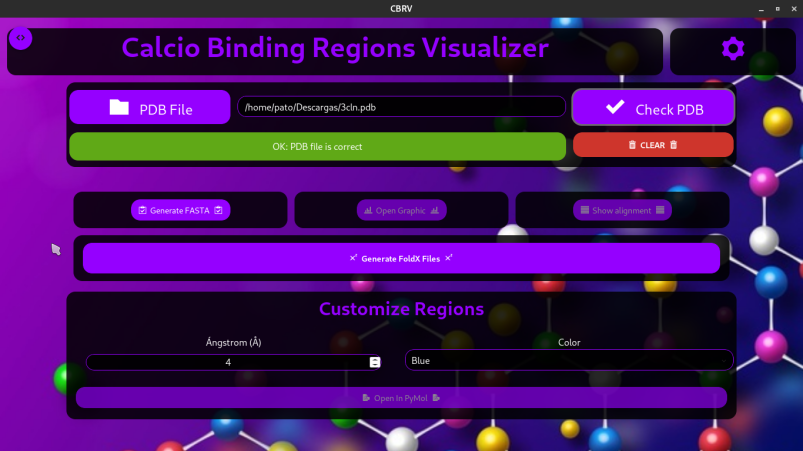 CBRV
Calcio Binding Regions Visualizer
PDB File
/home/pato/Descargas/3cln.pdb
Check PDB
OK: PDB file is correct
CLEAR
Generate FASTA
Open Graphic
Show alignment
Generate FoldX Files
Customize Regions
Ángstrom (Å)
Color
4
Blue
Open In PyMol